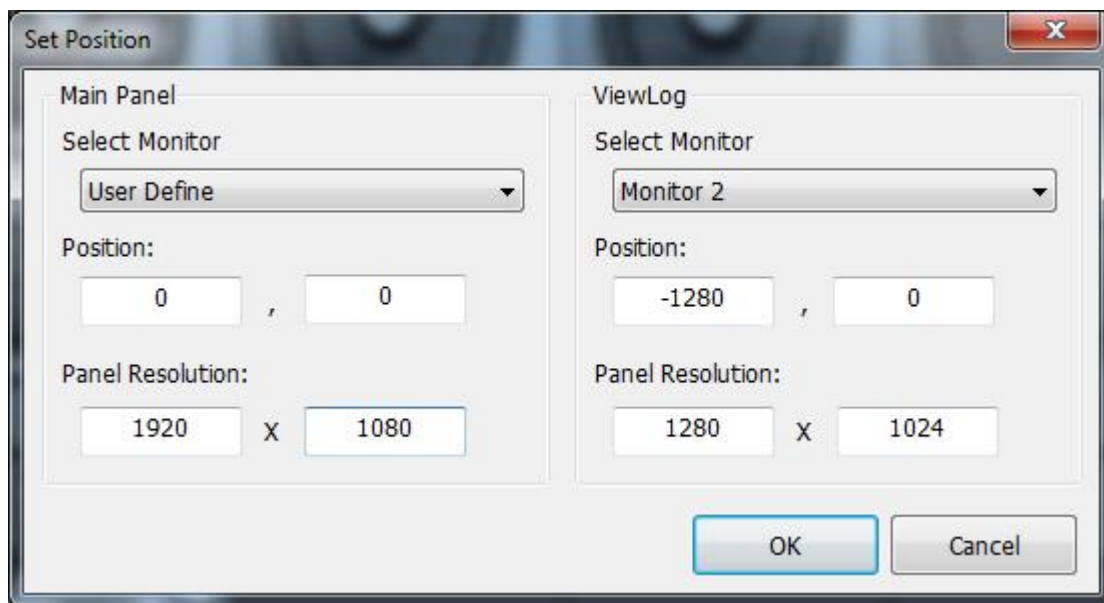 Set Position
Main Panel
Select Monitor
User Define
Position:
0 , 0
Panel Resolution:
1920 X 1080
ViewLog
Select Monitor
Monitor 2
Position:
-1280 , 0
Panel Resolution:
1280 X 1024
OK Cancel